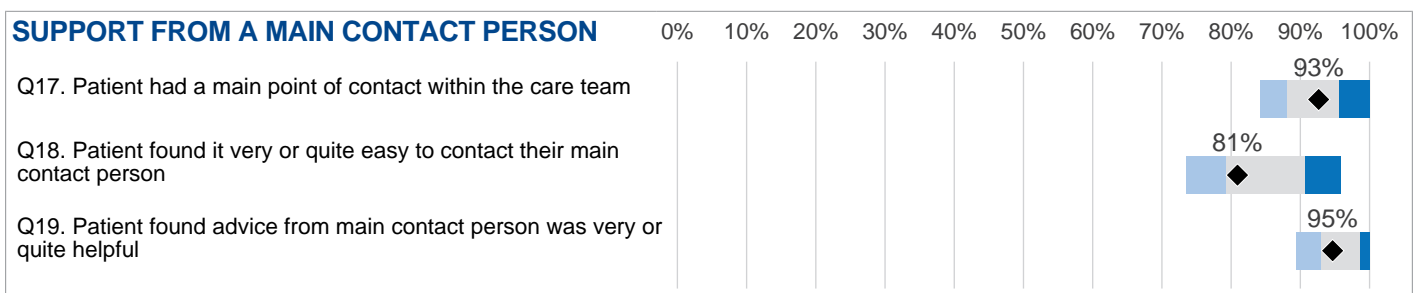 SUPPORT FROM A MAIN CONTACT PERSON 0% 10% 20% 30% 40% 50% 60% 70% 80% 90% 100%
93%
Q17. Patient had a main point of contact within the care team
81%
Q18. Patient found it very or quite easy to contact their main
contact person
95%
Q19. Patient found advice from main contact person was very or
quite helpful